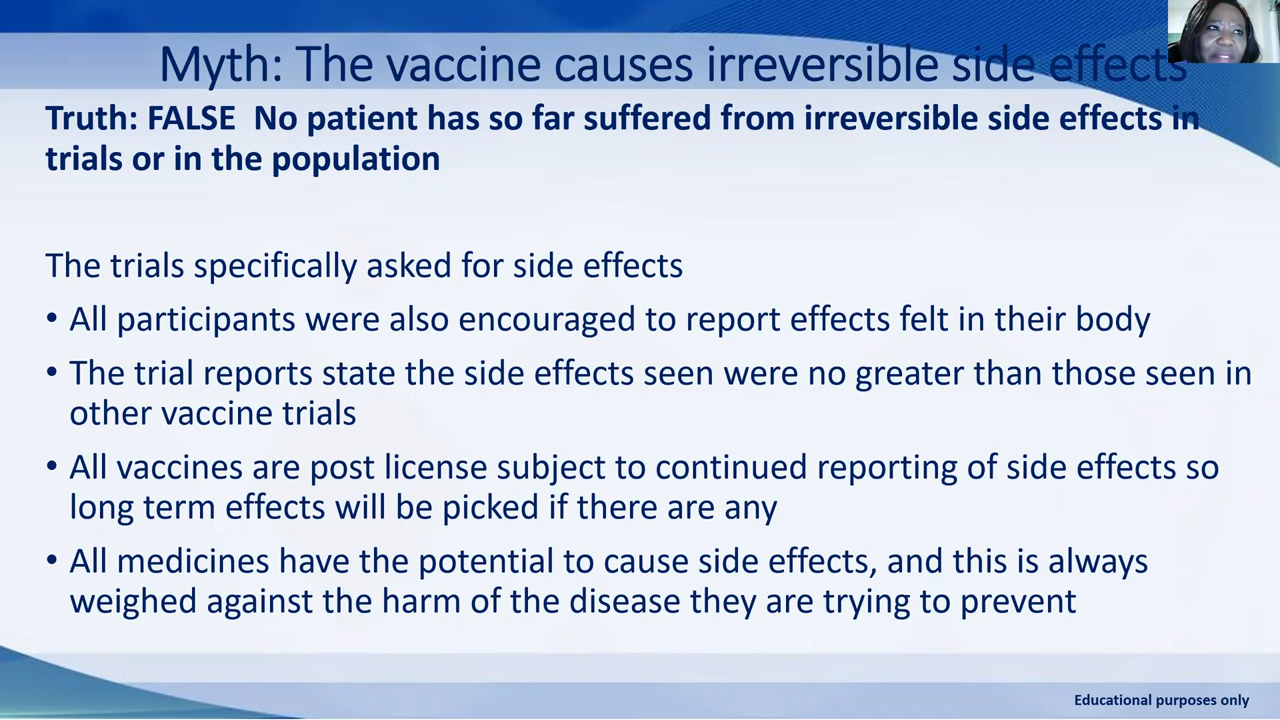 Myth: The vaccine causes irreversible side effects
Truth: FALSE  No patient has so far suffered from irreversible side effects in
trials or in the population
The trials specifically asked for side effects
• All participants were also encouraged to report effects felt in their body
• The trial reports state the side effects seen were no greater than those seen in
other vaccine trials
• All vaccines are post license subject to continued reporting of side effects so
long term effects will be picked if there are any
• All medicines have the potential to cause side effects, and this is always
weighed against the harm of the disease they are trying to prevent
Educational purposes only